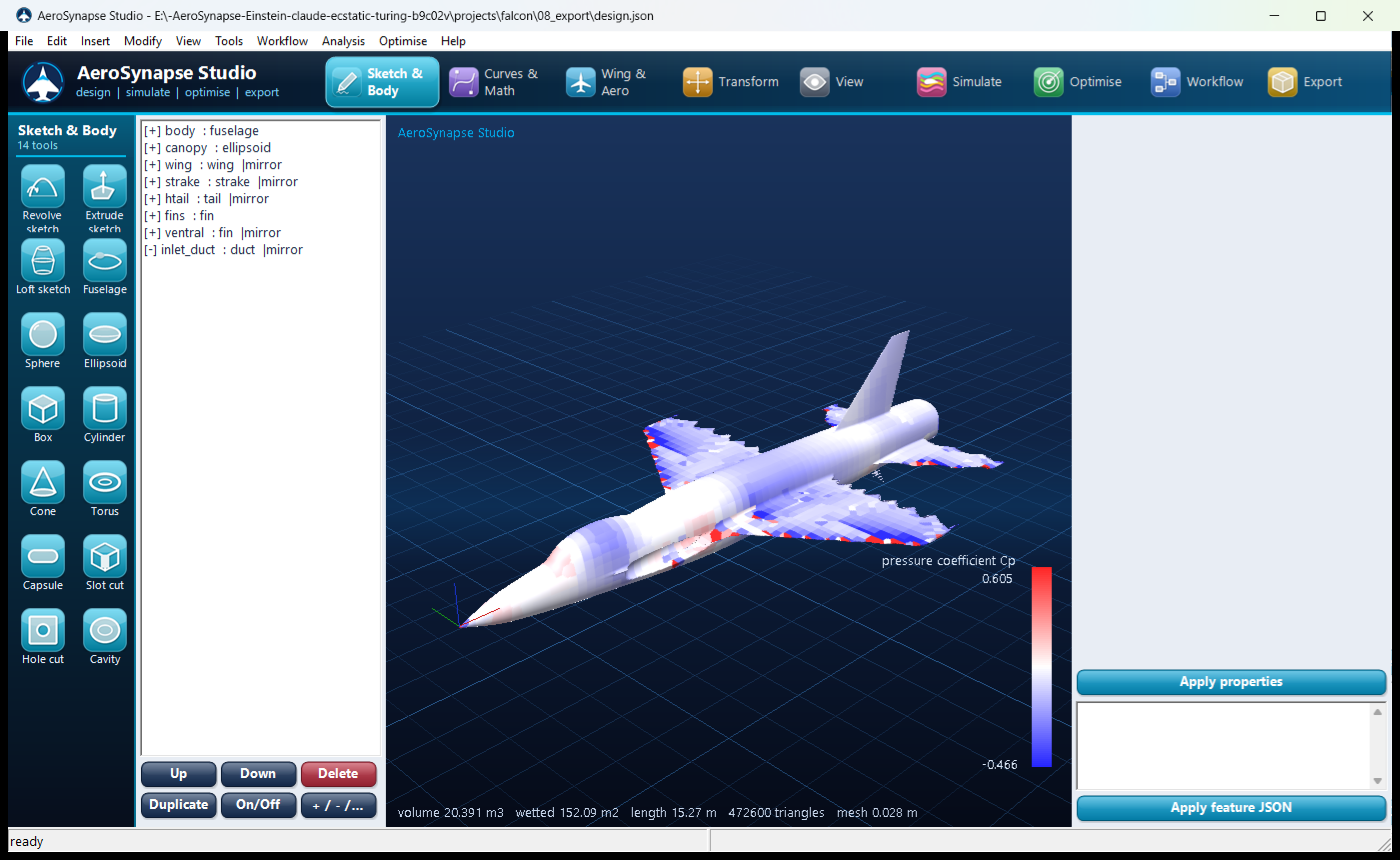 AeroSynapse Studio - E:\-AeroSynapse-Einstein-claude-ecstatic-turing-b9c02v\projects\falcon\08_export\design.json
File Edit Insert Modify View Tools Workflow Analysis Optimise Help
AeroSynapse Studio
design | simulate | optimise | export
Sketch & Body
Curves & Math
Wing & Aero
Transform
View
Simulate
Optimise
Workflow
Export
Sketch & Body
14 tools
Revolve sketch
Extrude sketch
Loft sketch
Fuselage
Sphere
Ellipsoid
Box
Cylinder
Cone
Torus
Capsule
Slot cut
Hole cut
Cavity
[+] body : fuselage
[+] canopy : ellipsoid
[+] wing : wing |mirror
[+] strake : strake |mirror
[+] htail : tail |mirror
[+] fins : fin
[+] ventral : fin |mirror
[-] inlet_duct : duct |mirror
Up Down Delete
Duplicate On/Off + / - /...
AeroSynapse Studio
pressure coefficient Cp
0.605
-0.466
volume 20.391 m3 wetted 152.09 m2 length 15.27 m 472600 triangles mesh 0.028 m
Apply properties
Apply feature JSON
ready